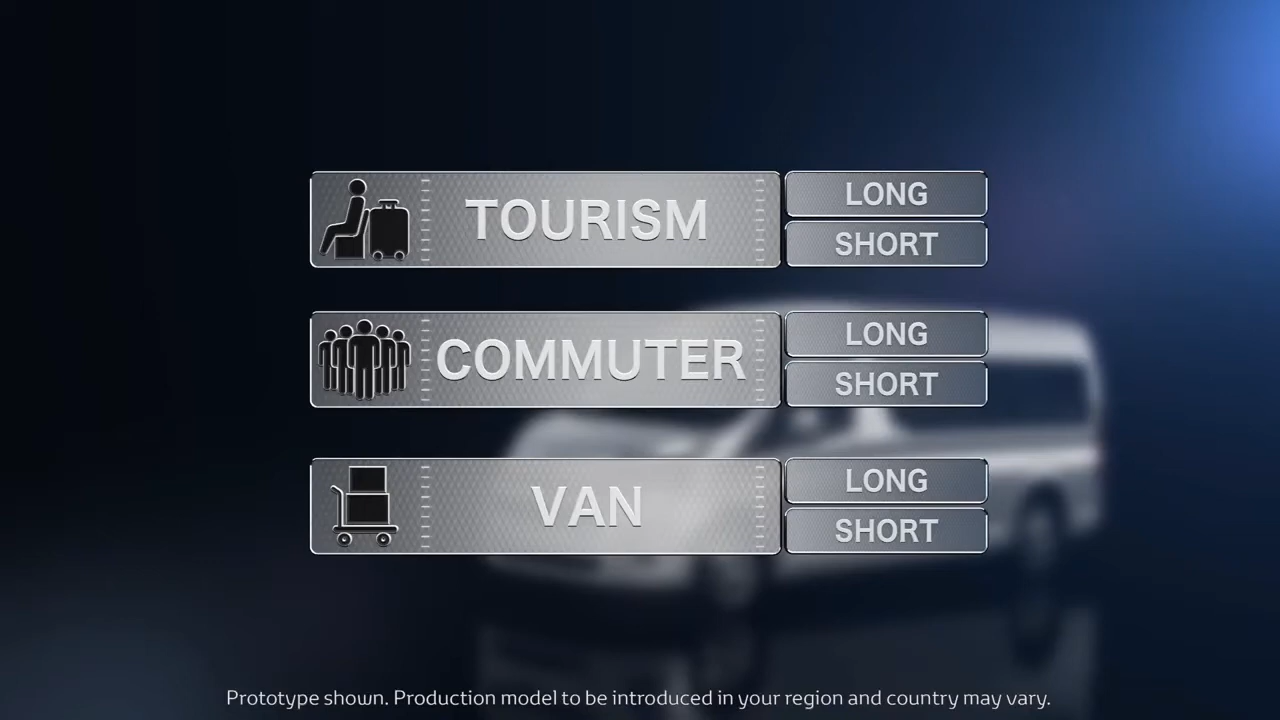 TOURISM
LONG
SHORT
COMMUTER
LONG
SHORT
VAN
LONG
SHORT
Prototype shown. Production model to be introduced in your region and country may vary.